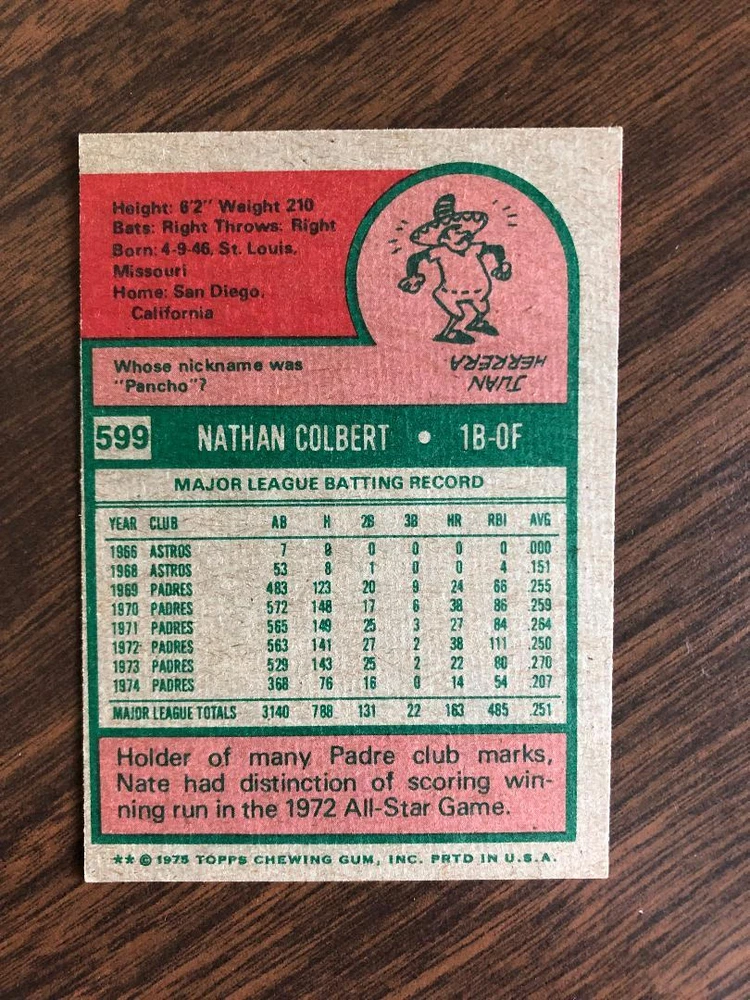 Height: 6'2" Weight 210
Bats: Right Throws: Right
Born: 4-9-46, St. Louis,
Missouri
Home: San Diego,
California
Whose nickname was
"Pancho"?
JUAN
HERRERA
599 NATHAN COLBERT • 1B-OF
MAJOR LEAGUE BATTING RECORD
YEAR CLUB AB H 2B 3B HR RBI AVG
1966 ASTROS 7 0 0 0 0 0 .000
1968 ASTROS 53 8 1 0 0 4 .151
1969 PADRES 483 123 20 9 24 66 .255
1970 PADRES 572 148 17 6 38 86 .259
1971 PADRES 565 149 25 3 27 84 .264
1972 PADRES 563 141 27 2 38 111 .250
1973 PADRES 529 143 25 2 22 80 .270
1974 PADRES 368 76 16 0 14 54 .207
MAJOR LEAGUE TOTALS 3140 788 131 22 163 485 .251
Holder of many Padre club marks,
Nate had distinction of scoring win-
ning run in the 1972 All-Star Game.
** © 1975 TOPPS CHEWING GUM, INC. PRTD IN U.S.A.